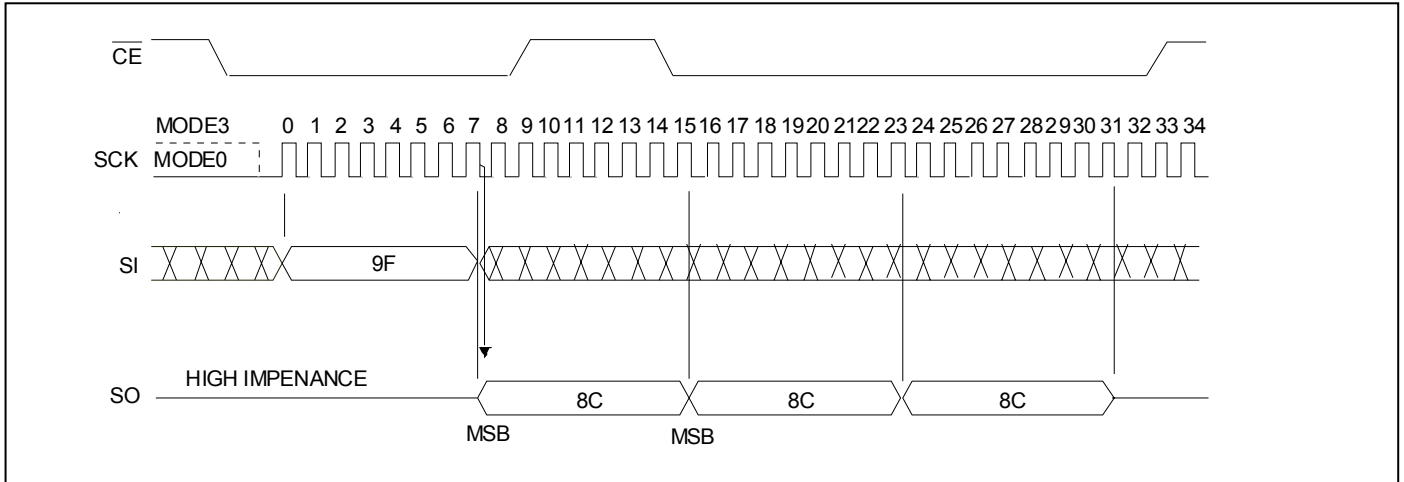 CE
MODE3 0 1 2 3 4 5 6 7 8 9 10 11 12 13 14 15 16 17 18 19 20 21 22 23 24 25 26 27 28 29 30 31 32 33 34
SCK MODE0
SI 9F
HIGH IMPENANCE
SO 8C 8C 8C
MSB MSB